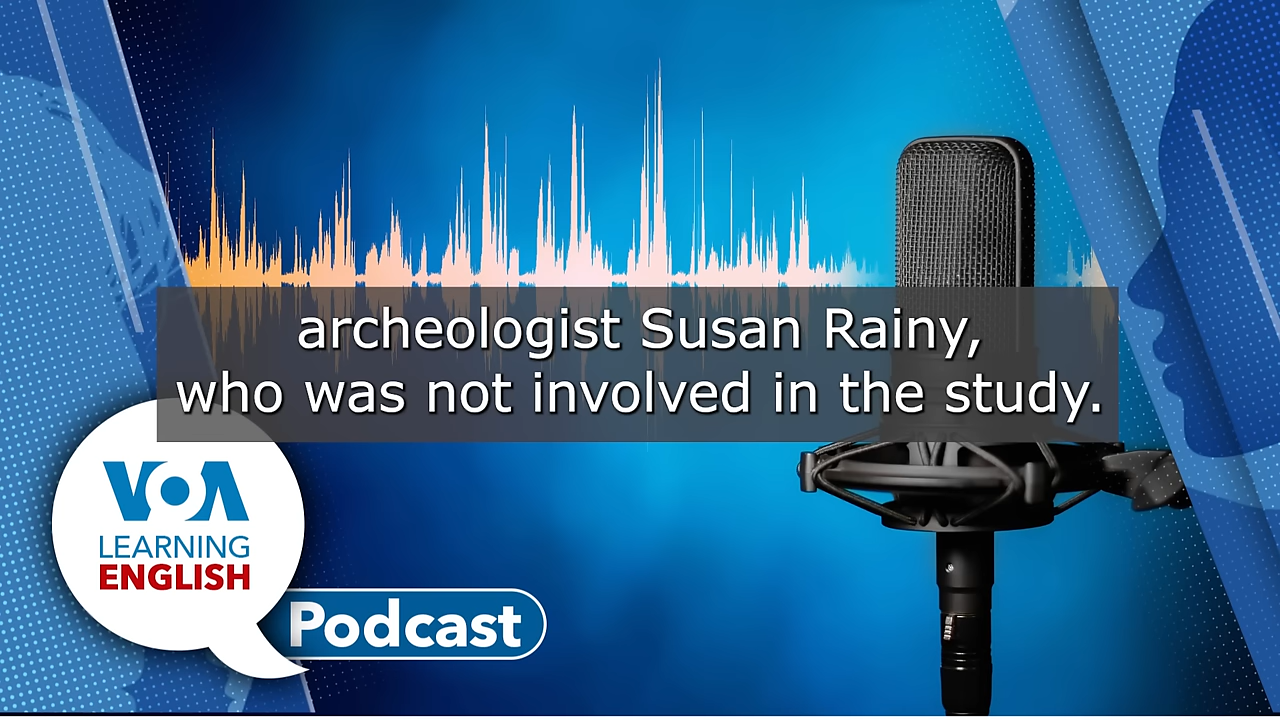 archeologist Susan Rainy,
who was not involved in the study.
VOA
LEARNING
ENGLISH
Podcast